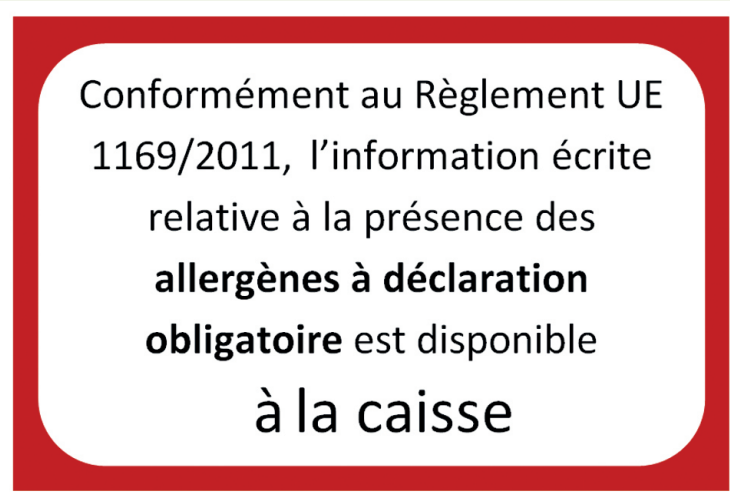 Conformément au Règlement UE
1169/2011, l’information écrite
relative à la présence des
allergènes à déclaration
obligatoire est disponible
à la caisse